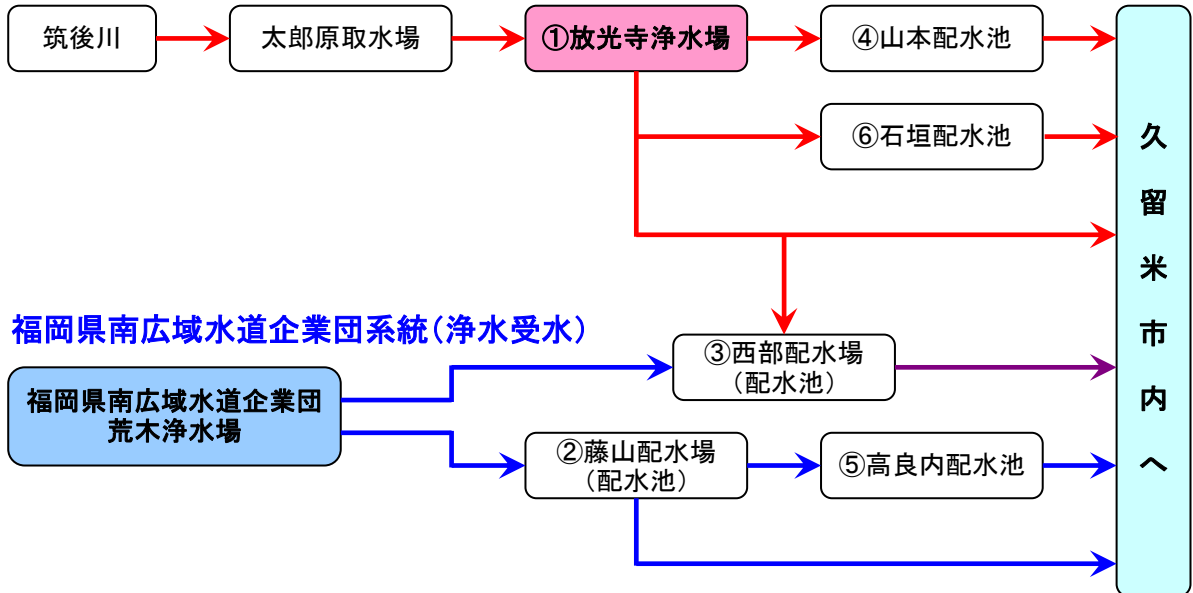 筑後川
太郎原取水場
①放光寺浄水場
④山本配水池
⑥石垣配水池
久留米市内へ
福岡県南広域水道企業団系統(浄水受水)
③西部配水場
(配水池)
福岡県南広域水道企業団
荒木浄水場
②藤山配水場
(配水池)
⑤高良内配水池